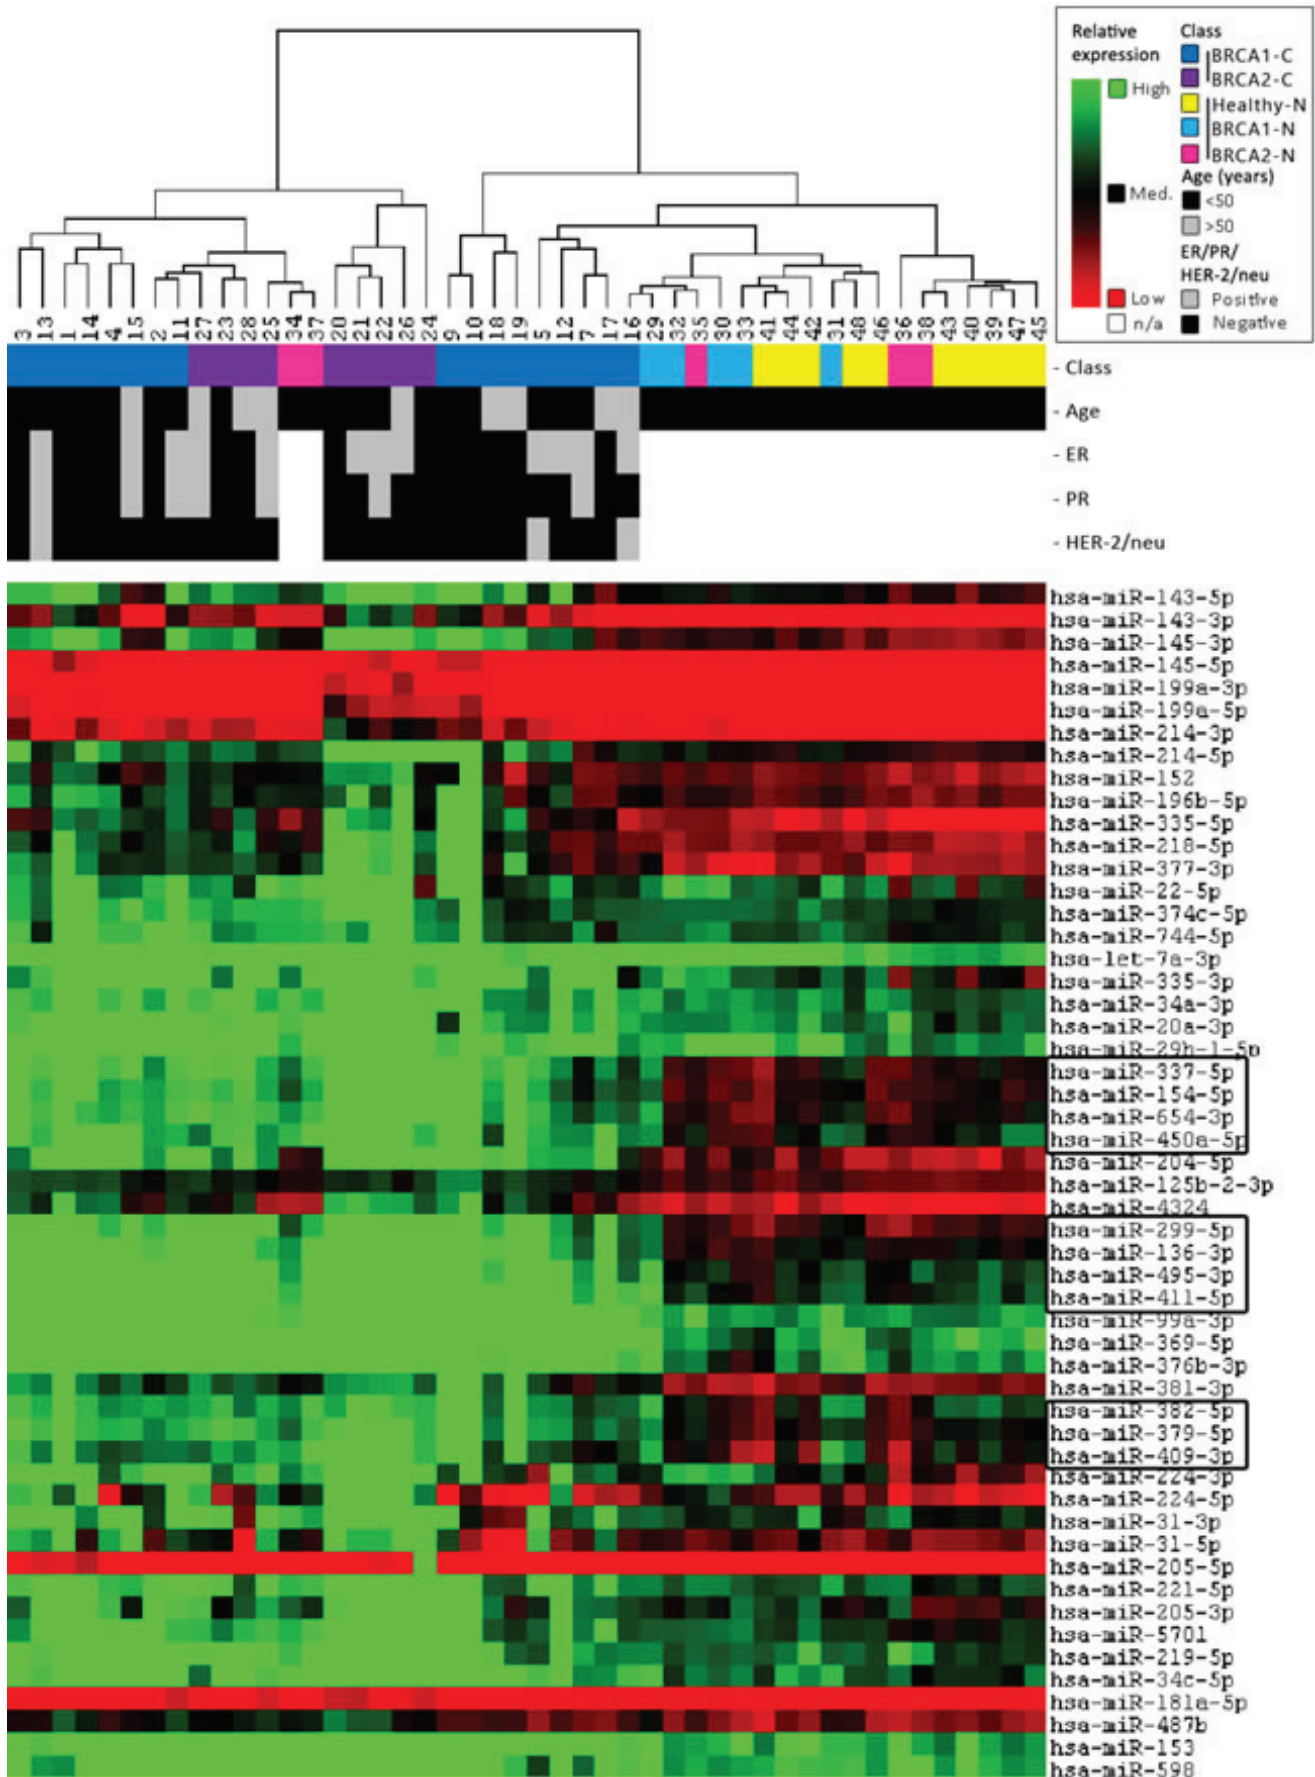 Relative expression
High
Med.
Low
n/a
Class
BRCA1-C
BRCA2-C
Healthy-N
BRCA1-N
BRCA2-N
Age (years)
<50
>50
ER/PR/
HER-2/neu
Positive
Negative
3 13 1 14 4 15 2 11 27 23 28 25 34 37 20 21 22 26 24 9 10 18 19 5 12 7 17 16 29 32 35 30 33 41 44 42 31 48 46 36 38 43 40 39 47 45
- Class
- Age
- ER
- PR
- HER-2/neu
hsa-miR-143-5p
hsa-miR-143-3p
hsa-miR-145-3p
hsa-miR-145-5p
hsa-miR-199a-3p
hsa-miR-199a-5p
hsa-miR-214-3p
hsa-miR-214-5p
hsa-miR-152
hsa-miR-196b-5p
hsa-miR-335-5p
hsa-miR-218-5p
hsa-miR-377-3p
hsa-miR-22-5p
hsa-miR-374c-5p
hsa-miR-744-5p
hsa-let-7a-3p
hsa-miR-335-3p
hsa-miR-34a-3p
hsa-miR-20a-3p
hsa-miR-29b-1-5p
hsa-miR-337-5p
hsa-miR-154-5p
hsa-miR-654-3p
hsa-miR-450a-5p
hsa-miR-204-5p
hsa-miR-125b-2-3p
hsa-miR-4324
hsa-miR-299-5p
hsa-miR-136-3p
hsa-miR-495-3p
hsa-miR-411-5p
hsa-miR-99a-3p
hsa-miR-369-5p
hsa-miR-376b-3p
hsa-miR-381-3p
hsa-miR-382-5p
hsa-miR-379-5p
hsa-miR-409-3p
hsa-miR-224-3p
hsa-miR-224-5p
hsa-miR-31-3p
hsa-miR-31-5p
hsa-miR-205-5p
hsa-miR-221-5p
hsa-miR-205-3p
hsa-miR-5701
hsa-miR-219-5p
hsa-miR-34c-5p
hsa-miR-181a-5p
hsa-miR-487b
hsa-miR-153
hsa-miR-598